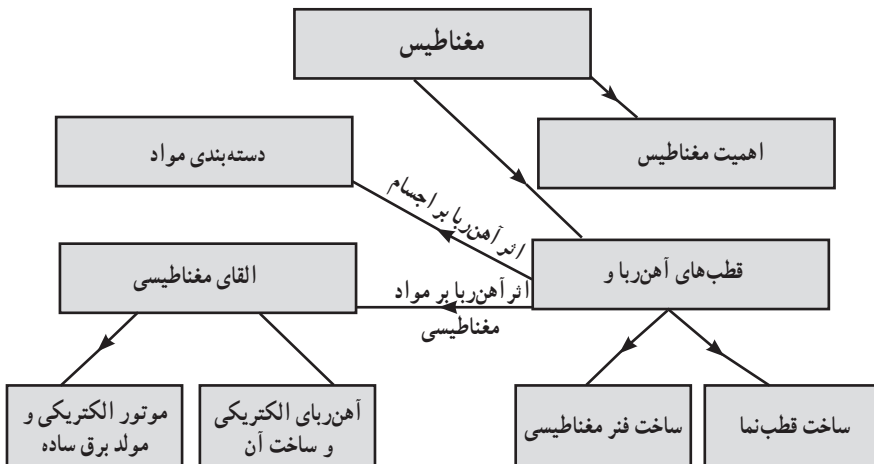 مغناطیس
اهمیت مغناطیس
دسته‌بندی مواد
اثر آهن‌ربا بر اجسام
قطب‌های آهن‌ربا و
القای مغناطیسی
اثر آهن‌ربا بر مواد
مغناطیسی
ساخت قطب‌نما
ساخت فنر مغناطیسی
آهن‌ربای الکتریکی
و ساخت آن
موتور الکتریکی و
مولد برق ساده